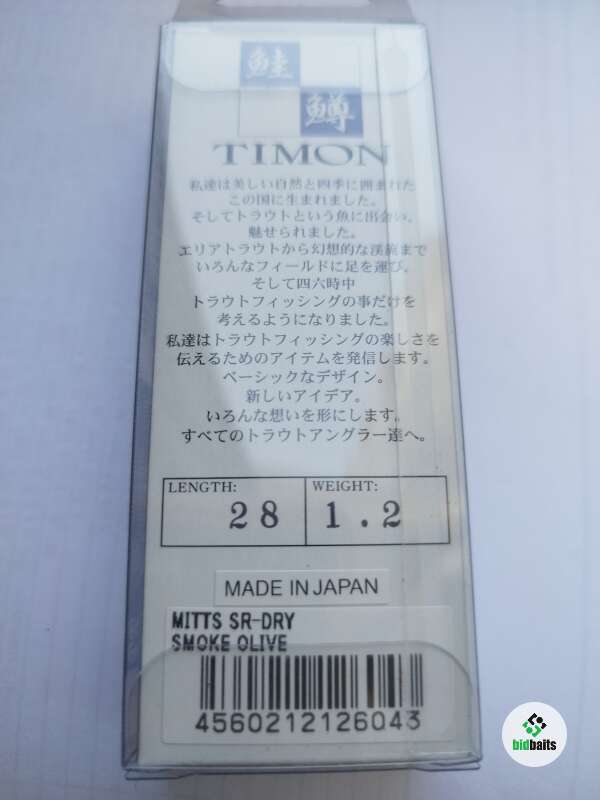 鮭
鱒
TIMON
私達は美しい自然と四季に囲まれた
この国に生まれました。
そしてトラウトという魚に出会い、
魅せられました。
エリアトラウトから幻想的な渓流まで
いろんなフィールドに足を運び。
そして四六時中
トラウトフィッシングの事だけを
考えるようになりました。
私達はトラウトフィッシングの楽しさを
伝えるためのアイテムを発信します。
ベーシックなデザイン。
新しいアイデア。
いろんな想いを形にします。
すべてのトラウトアングラー達へ。
LENGTH: WEIGHT:
28 1.2
MADE IN JAPAN
MITTS SR-DRY
SMOKE OLIVE
4560212126043
bidbaits